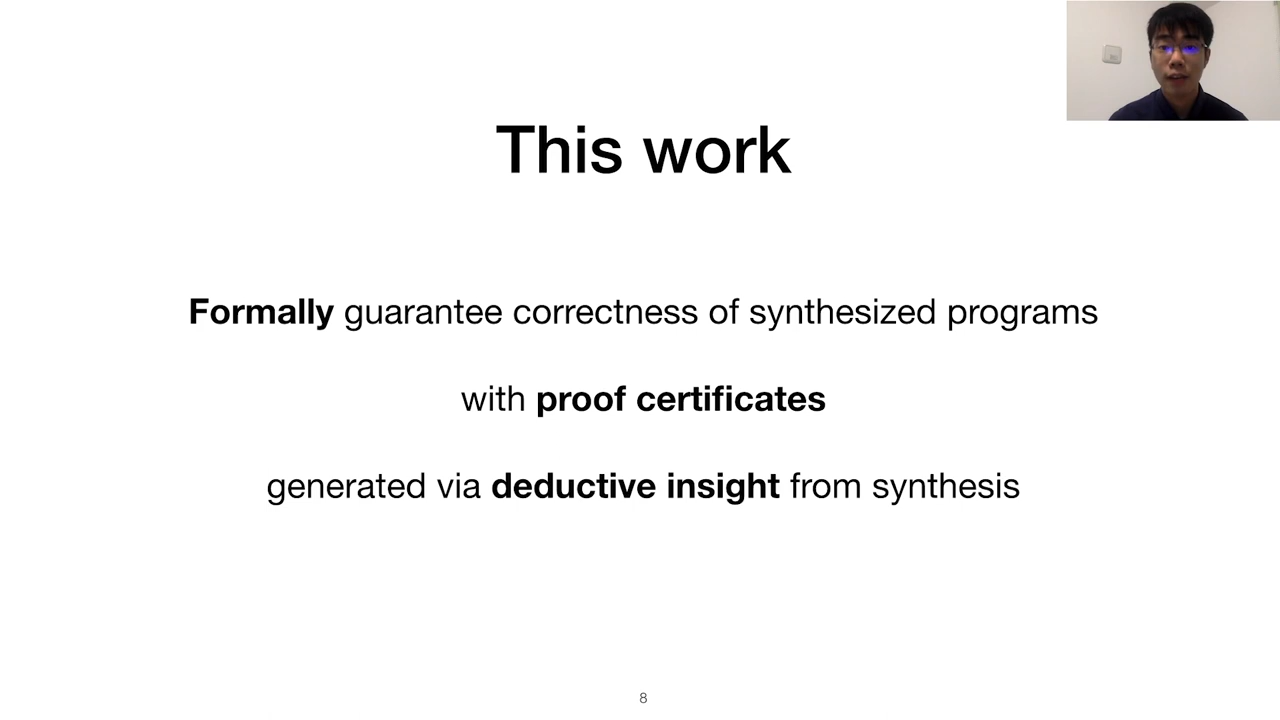 This work
Formally guarantee correctness of synthesized programs
with proof certificates
generated via deductive insight from synthesis
8